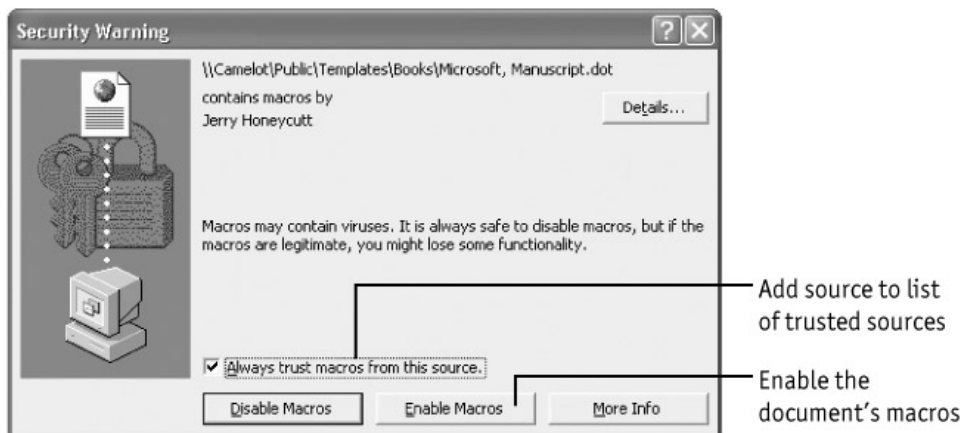 Security Warning
\\Camelot\Public\Templates\Books\Microsoft, Manuscript.dot
contains macros by
Jerry Honeycutt
Details...
Macros may contain viruses. It is always safe to disable macros, but if the
macros are legitimate, you might lose some functionality.
Always trust macros from this source.
Disable Macros
Enable Macros
More Info
Add source to list
of trusted sources
Enable the
document's macros